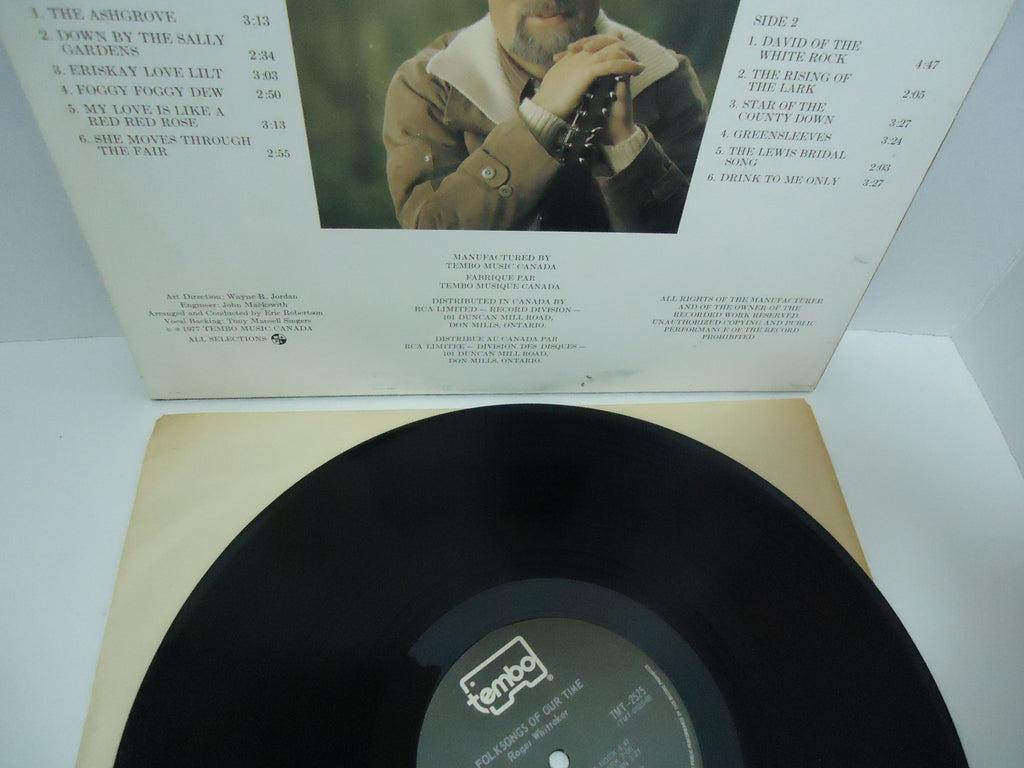 1. THE ASHGROVE 3:13
2. DOWN BY THE SALLY
GARDENS 2:34
3. ERISKAY LOVE LILT 3:03
4. FOGGY FOGGY DEW 2:50
5. MY LOVE IS LIKE A
RED RED ROSE 3:13
6. SHE MOVES THROUGH
THE FAIR 2:55
SIDE 2
1. DAVID OF THE
WHITE ROCK 4:47
2. THE RISING OF
THE LARK 2:05
3. STAR OF THE
COUNTY DOWN 3:27
4. GREENSLEEVES 3:24
5. THE LEWIS BRIDAL
SONG 2:03
6. DRINK TO ME ONLY 3:27
MANUFACTURED BY
TEMBO MUSIC CANADA
FABRIQUE PAR
TEMBO MUSIQUE CANADA
DISTRIBUTED IN CANADA BY
RCA LIMITED — RECORD DIVISION —
101 DUNCAN MILL ROAD,
DON MILLS, ONTARIO.
DISTRIBUE AU CANADA PAR
RCA LIMITEE — DIVISION DES DISQUES —
101 DUNCAN MILL ROAD,
DON MILLS, ONTARIO.
Art Direction: Wayne R. Jordan
Engineer: John Mackswith
Arranged and Conducted by Eric Robertson
Vocal Backing: Tony Mansell Singers
© ℗ 1977 TEMBO MUSIC CANADA
ALL SELECTIONS
ALL RIGHTS OF THE MANUFACTURER
AND OF THE OWNER OF THE
RECORDED WORK RESERVED.
UNAUTHORIZED COPYING AND PUBLIC
PERFORMANCE OF THE RECORD
PROHIBITED
tembo®
FOLKSONGS OF OUR TIME
Roger Whittaker
TMT-2525